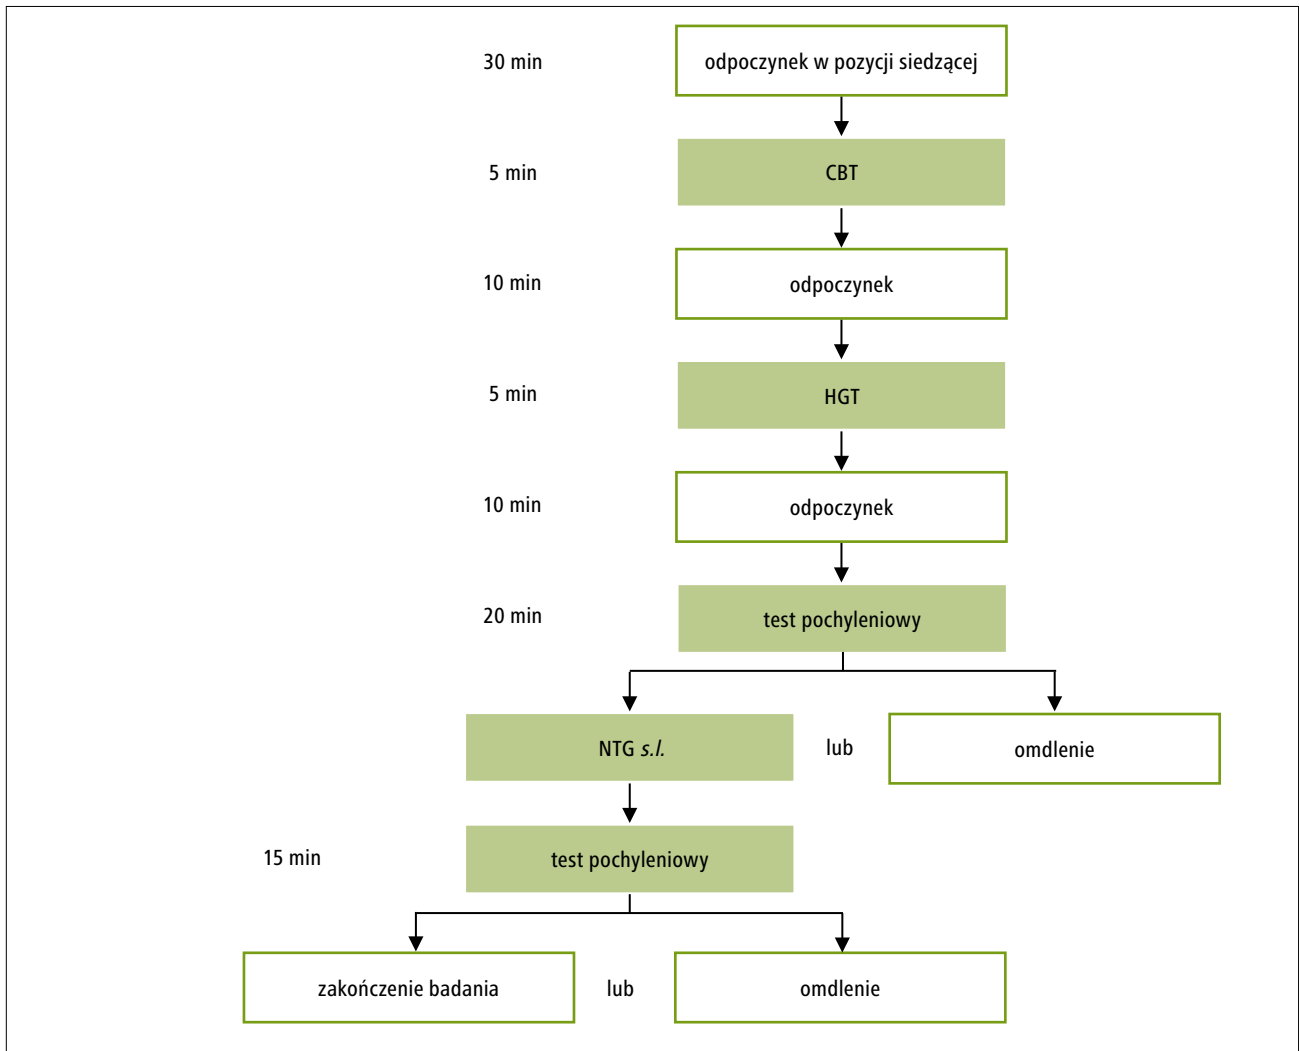 30 min
odpoczynek w pozycji siedzącej
5 min
CBT
10 min
odpoczynek
5 min
HGT
10 min
odpoczynek
20 min
test pochyleniowy
NTG s.l.
lub
omdlenie
15 min
test pochyleniowy
zakończenie badania
lub
omdlenie